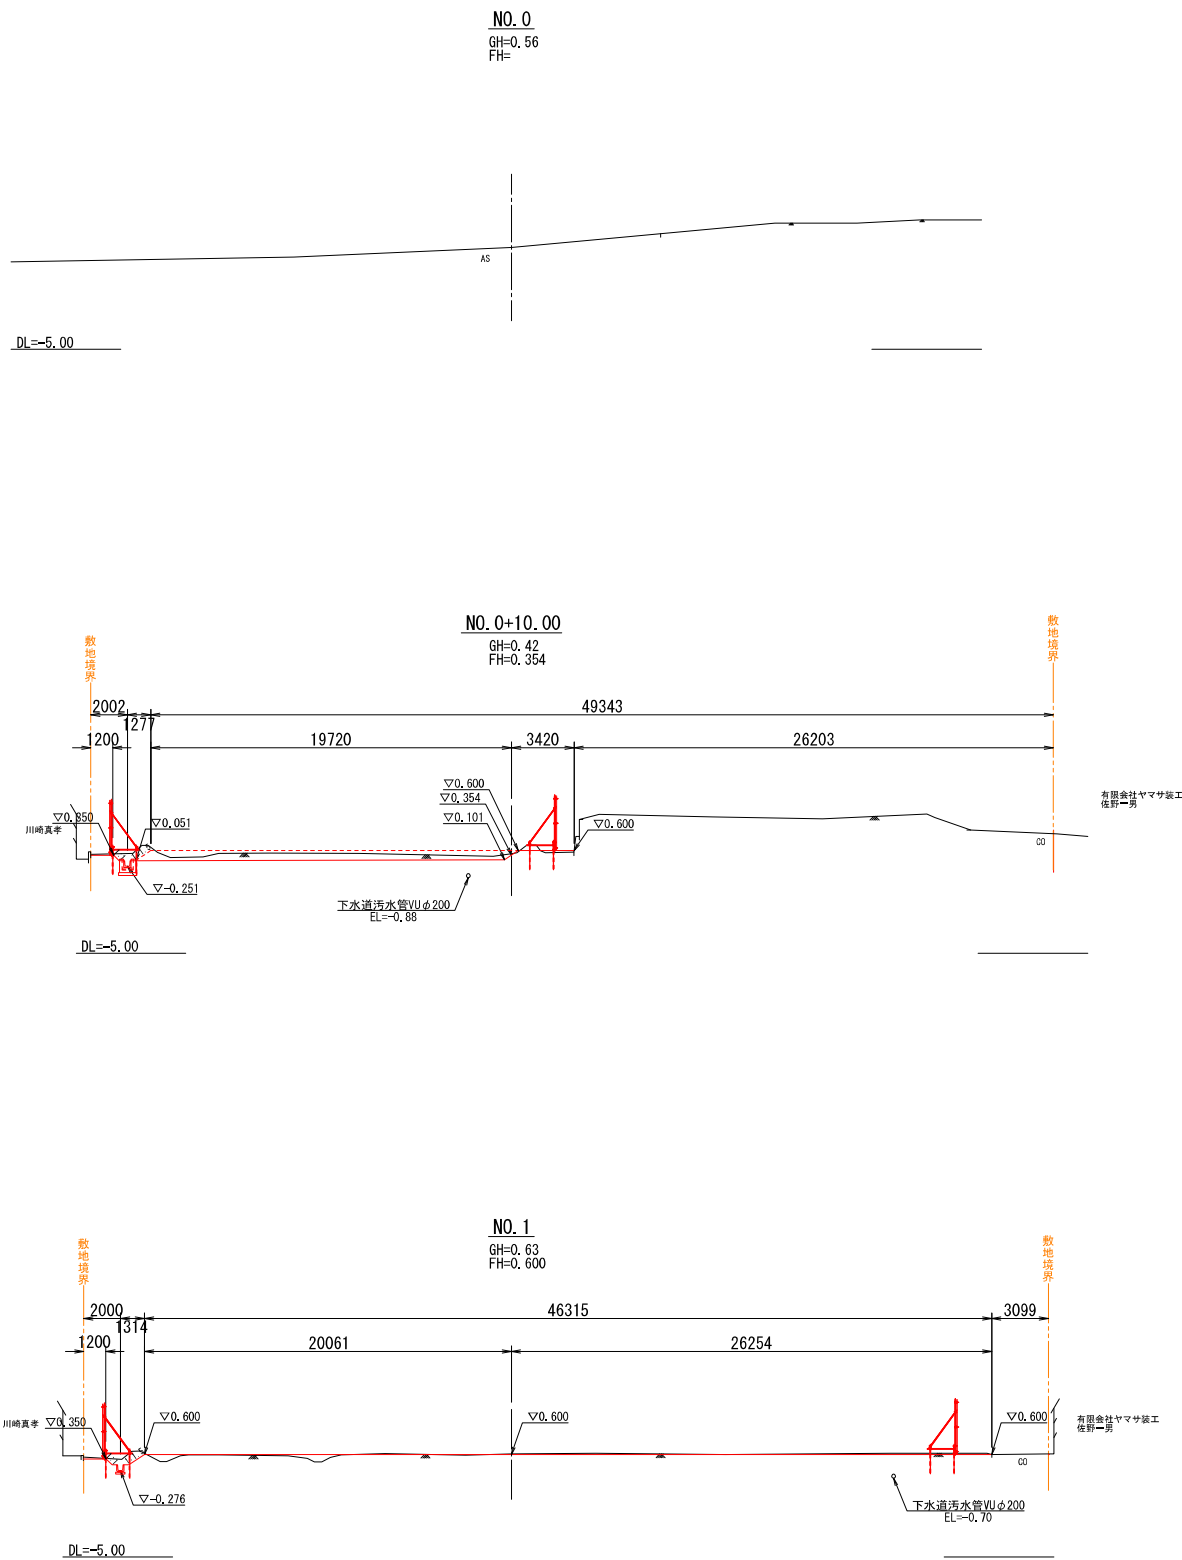 NO.0
GH=0.56
FH=
AS
DL=-5.00
NO.0+10.00
GH=0.42
FH=0.354
敷地境界
敷地境界
2002
49343
1277
1200
19720
3420
26203
▽0.600
▽0.354
▽0.101
▽0.350
▽0.051
▽0.600
川崎真孝
有限会社ヤマサ装工
佐野一男
CO
▽-0.251
下水道汚水管VUφ200
EL=-0.88
DL=-5.00
NO.1
GH=0.63
FH=0.600
敷地境界
敷地境界
2000
46315
3099
1314
1200
20061
26254
川崎真孝
▽0.350
▽0.600
▽0.600
▽0.600
有限会社ヤマサ装工
佐野一男
CO
▽-0.276
下水道汚水管VUφ200
EL=-0.70
DL=-5.00